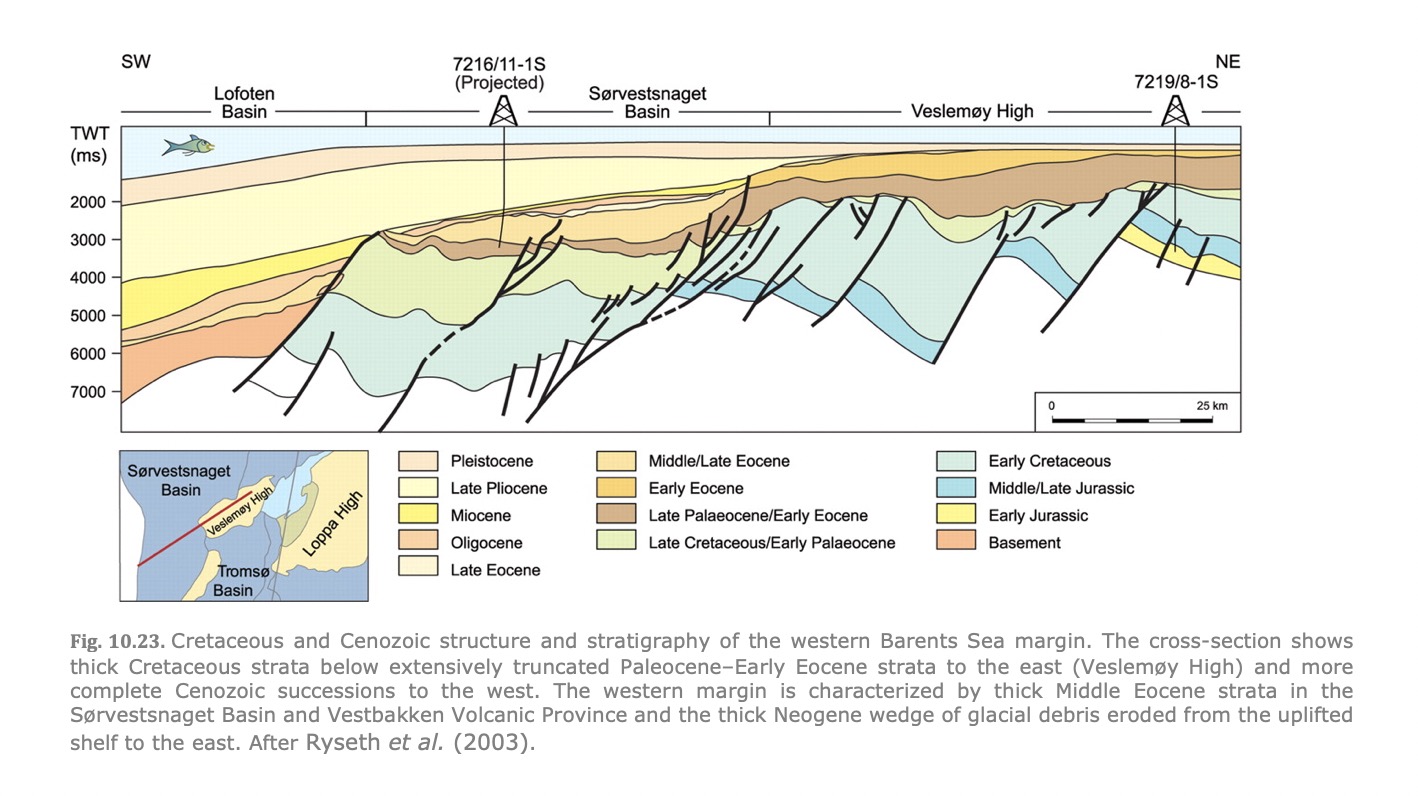 SW
NE
7216/11-1S
(Projected)
7219/8-1S
Lofoten
Basin
Sørvestsnaget
Basin
Veslemøy High
TWT
(ms)
2000
3000
4000
5000
6000
7000
0
25 km
Sørvestsnaget
Basin
Veslemøy High
Loppa High
Tromsø
Basin
Pleistocene
Late Pliocene
Miocene
Oligocene
Late Eocene
Middle/Late Eocene
Early Eocene
Late Palaeocene/Early Eocene
Late Cretaceous/Early Palaeocene
Early Cretaceous
Middle/Late Jurassic
Early Jurassic
Basement
Fig. 10.23. Cretaceous and Cenozoic structure and stratigraphy of the western Barents Sea margin. The cross-section shows
thick Cretaceous strata below extensively truncated Paleocene–Early Eocene strata to the east (Veslemøy High) and more
complete Cenozoic successions to the west. The western margin is characterized by thick Middle Eocene strata in the
Sørvestsnaget Basin and Vestbakken Volcanic Province and the thick Neogene wedge of glacial debris eroded from the uplifted
shelf to the east. After Ryseth et al. (2003).